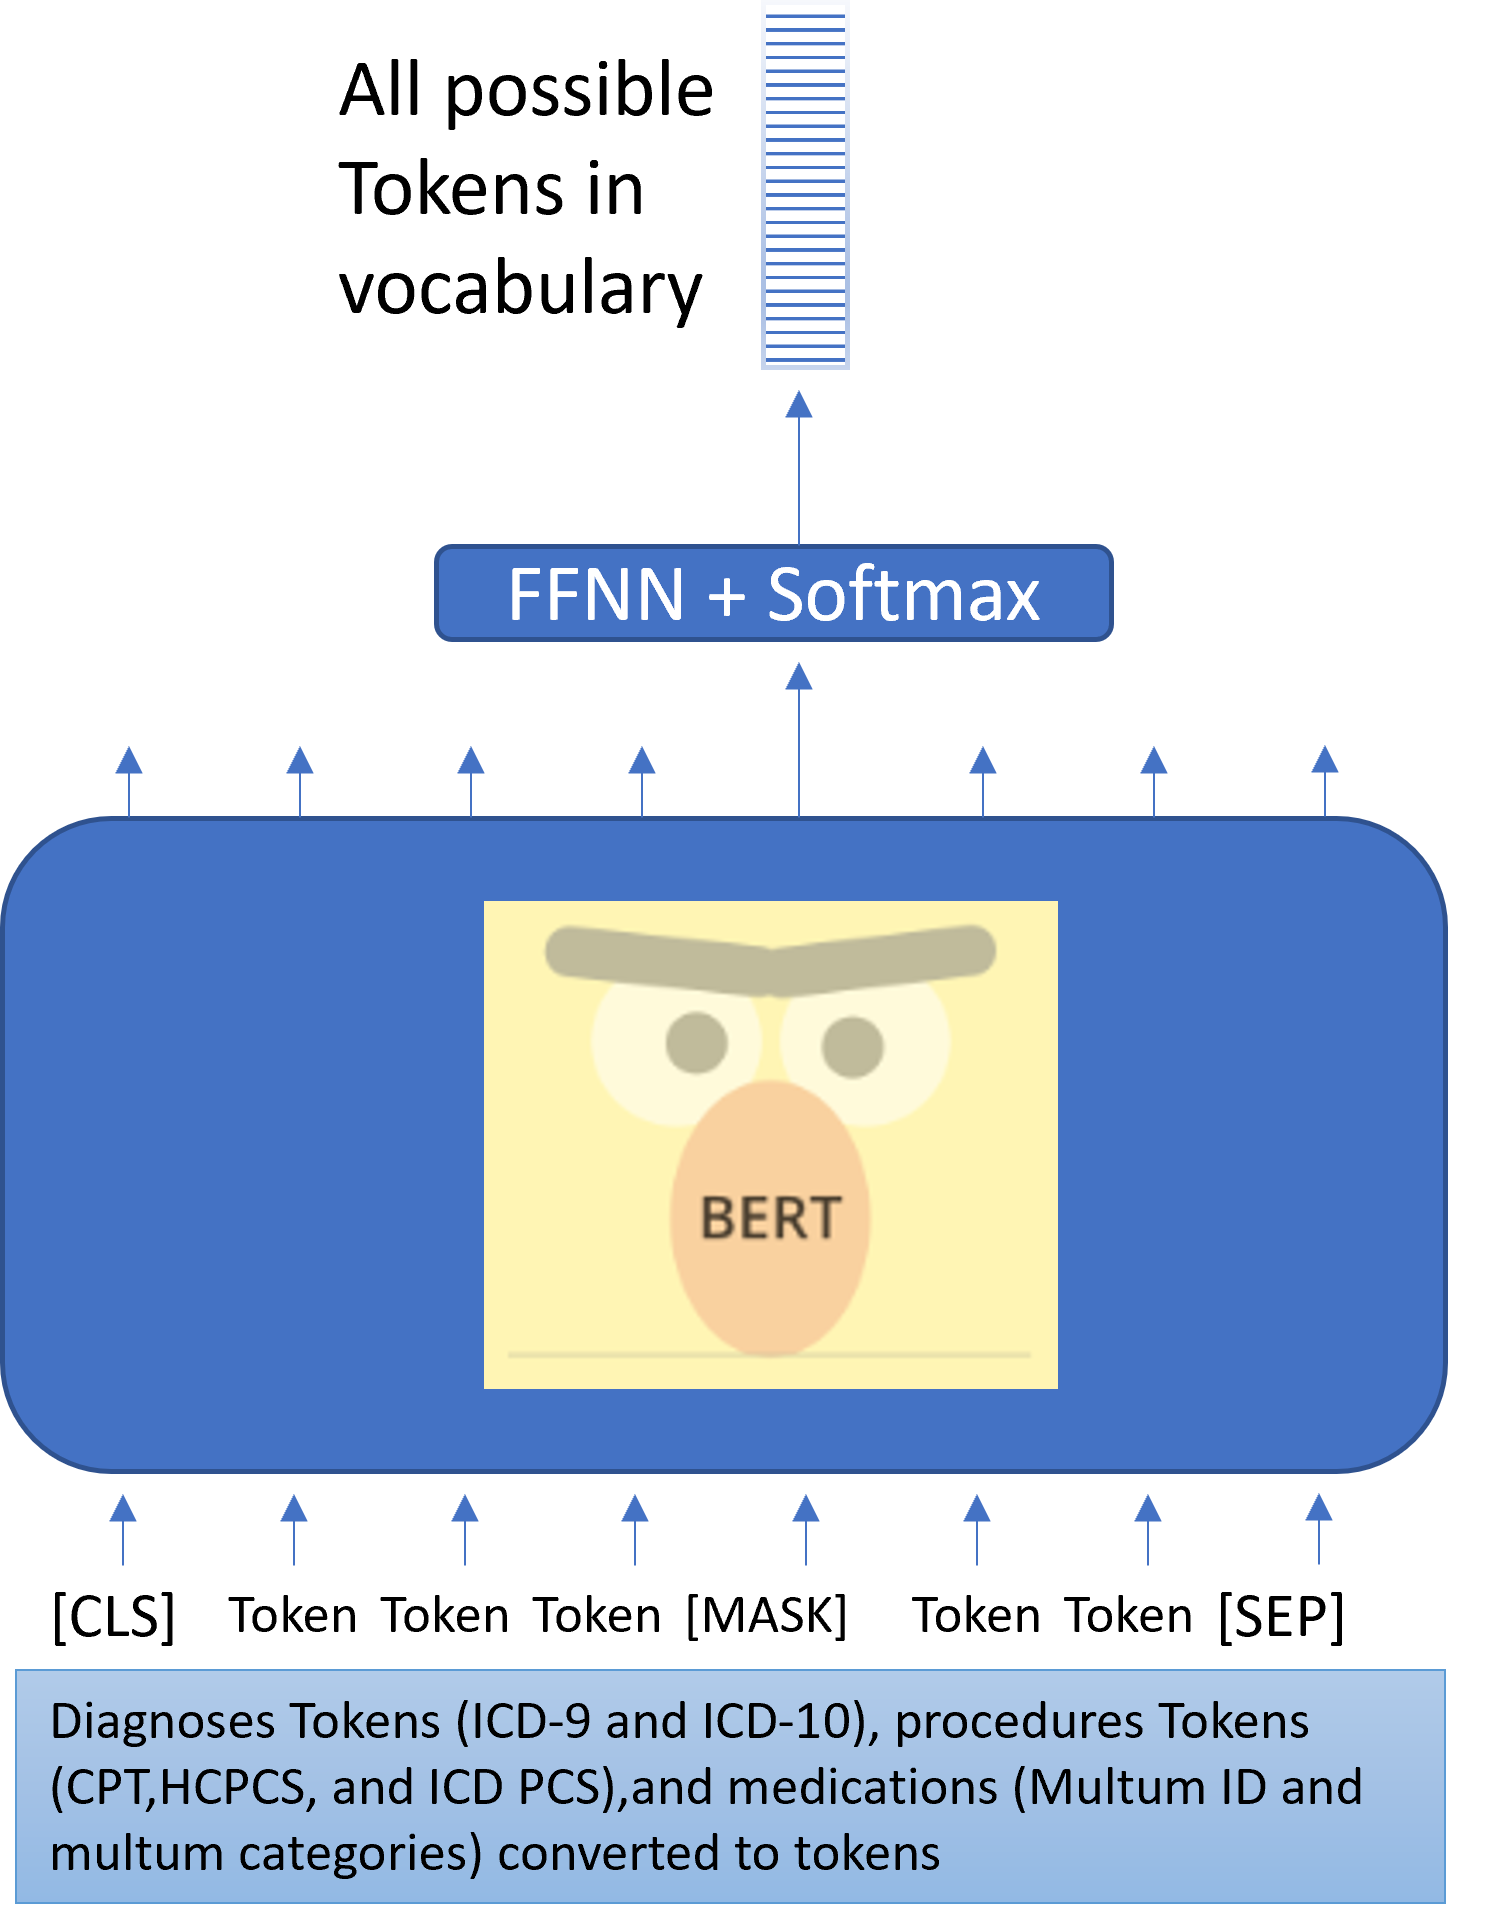 All possible
Tokens in
vocabulary
FFNN + Softmax
BERT
[CLS] Token Token Token [MASK] Token Token [SEP]
Diagnoses Tokens (ICD-9 and ICD-10), procedures Tokens
(CPT,HCPCS, and ICD PCS),and medications (Multum ID and
multum categories) converted to tokens